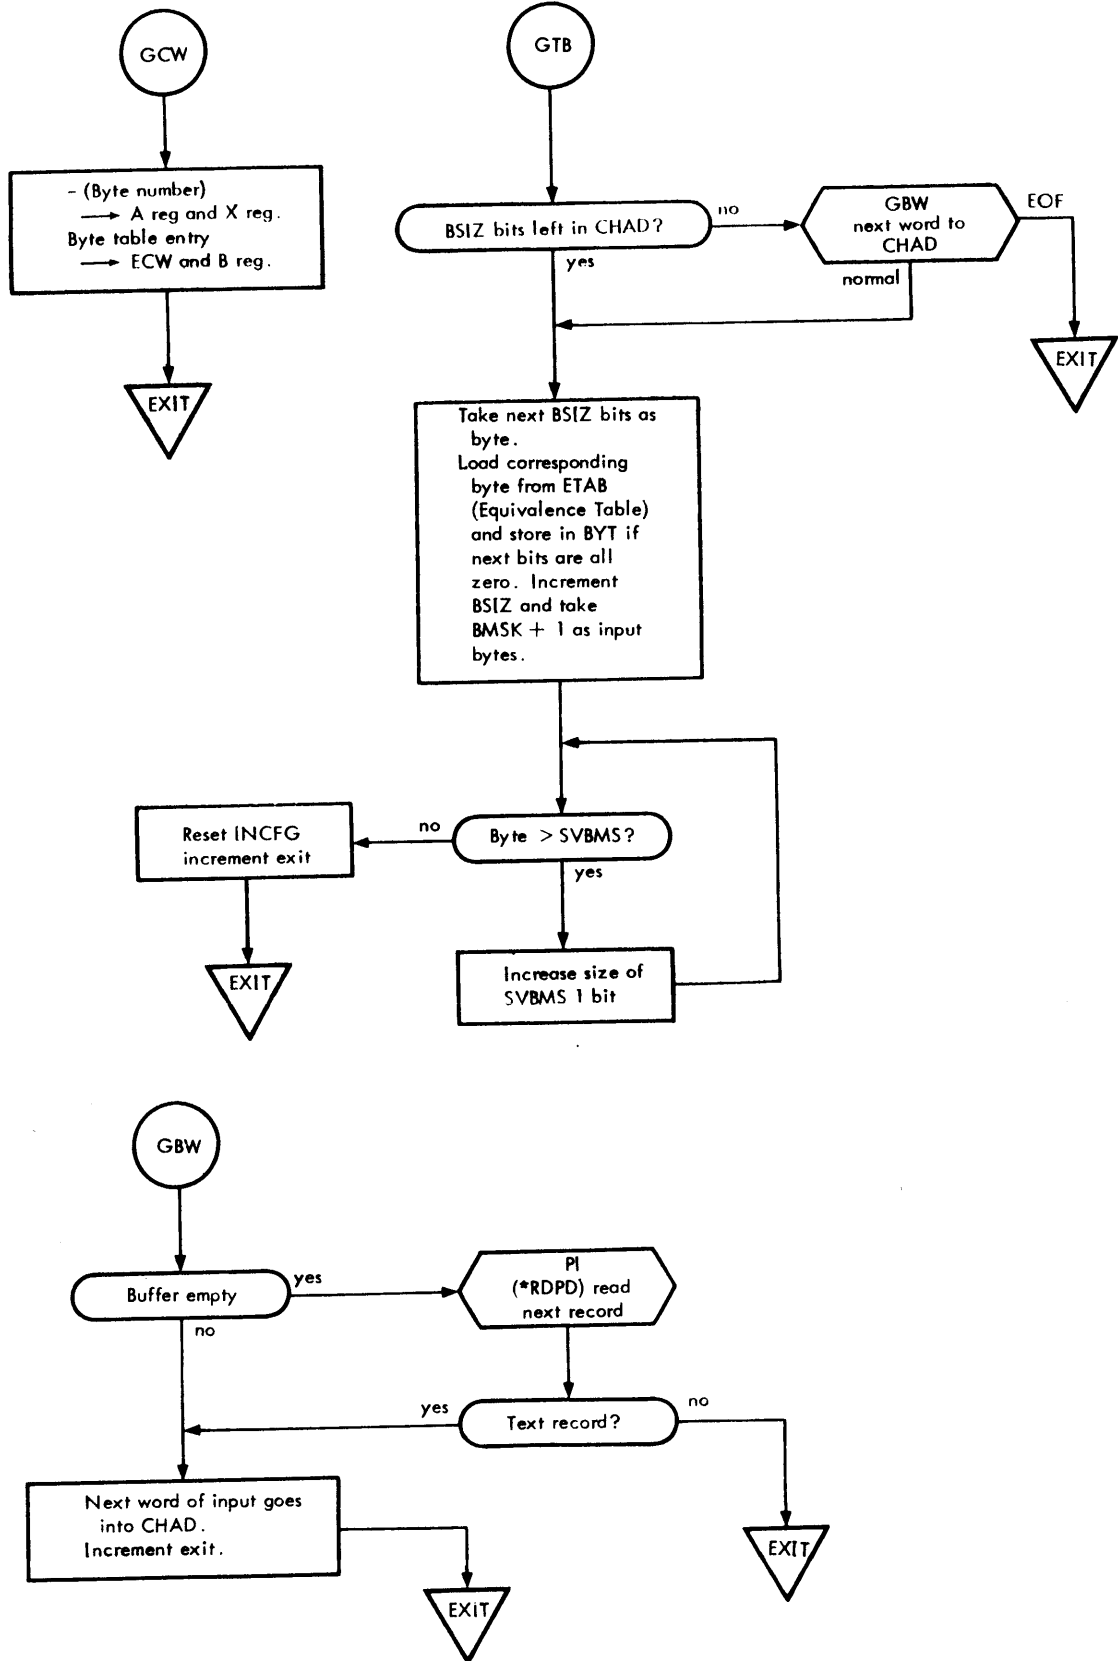 GCW
GTB
- (Byte number)
→ A reg and X reg.
Byte table entry
→ ECW and B reg.
EXIT
BSIZ bits left in CHAD?
no
yes
GBW
next word to
CHAD
EOF
normal
EXIT
Take next BSIZ bits as
byte.
Load corresponding
byte from ETAB
(Equivalence Table)
and store in BYT if
next bits are all
zero. Increment
BSIZ and take
BMSK + 1 as input
bytes.
Byte > SVBMS?
no
yes
Reset INCFG
increment exit
EXIT
Increase size of
SVBMS 1 bit
GBW
Buffer empty
yes
no
PI
(*RDPD) read
next record
Text record?
yes
no
Next word of input goes
into CHAD.
Increment exit.
EXIT
EXIT